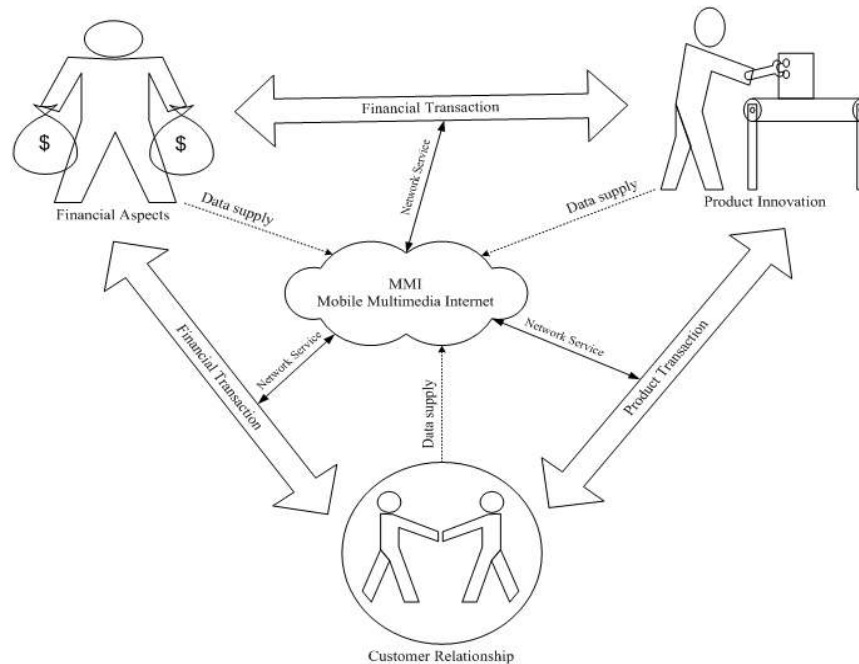 Financial Transaction
$
$
Network Service
Financial Aspects
Product Innovation
Data supply
Data supply
MMI
Mobile Multimedia Internet
Financial Transaction
Network Service
Network Service
Product Transaction
Data supply
Customer Relationship